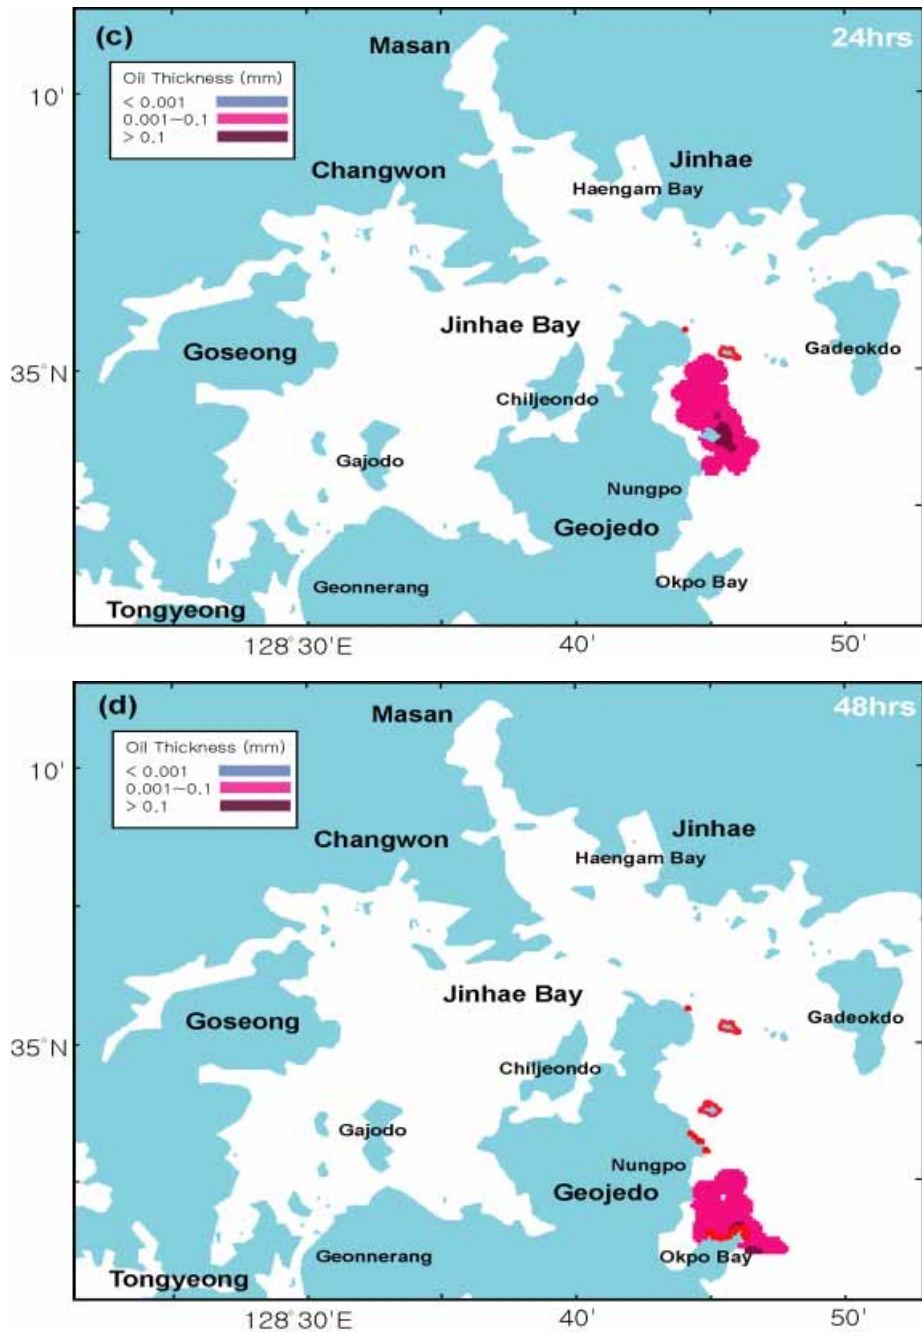 (c)
24hrs
Masan
Oil Thickness (mm)
< 0.001
0.001~0.1
> 0.1
10'
Changwon
Jinhae
Haengam Bay
Jinhae Bay
Goseong
Gadeokdo
35°N
Chiljeondo
Gajodo
Nungpo
Geojedo
Okpo Bay
Geonnerang
Tongyeong
128°30'E
40'
50'
(d)
48hrs
Masan
Oil Thickness (mm)
< 0.001
0.001~0.1
> 0.1
10'
Changwon
Jinhae
Haengam Bay
Jinhae Bay
Goseong
Gadeokdo
35°N
Chiljeondo
Gajodo
Nungpo
Geojedo
Okpo Bay
Geonnerang
Tongyeong
128°30'E
40'
50'